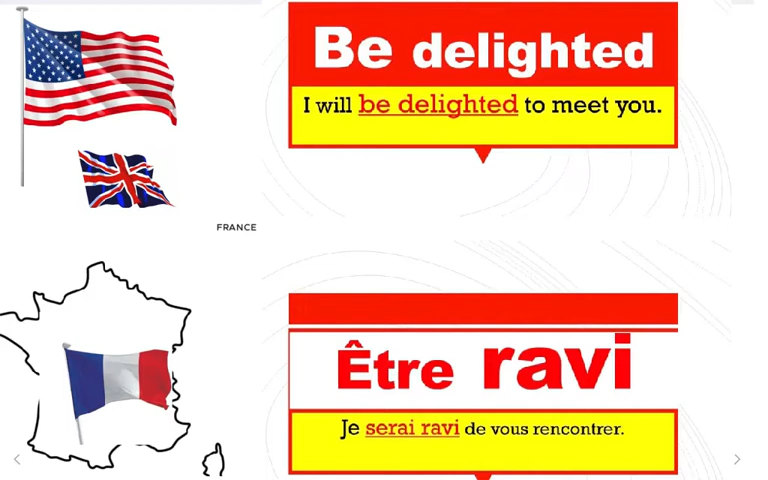 Be delighted
I will be delighted to meet you.
FRANCE
Être ravi
Je serai ravi de vous rencontrer.